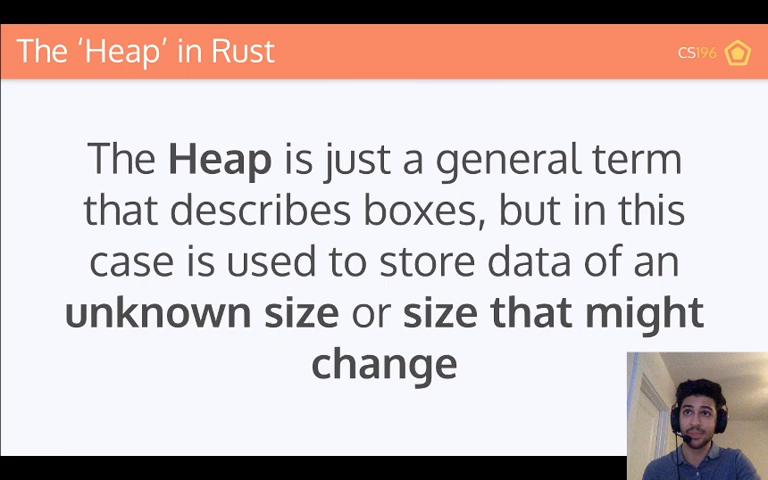 The ‘Heap’ in Rust
CS196
The Heap is just a general term
that describes boxes, but in this
case is used to store data of an
unknown size or size that might
change